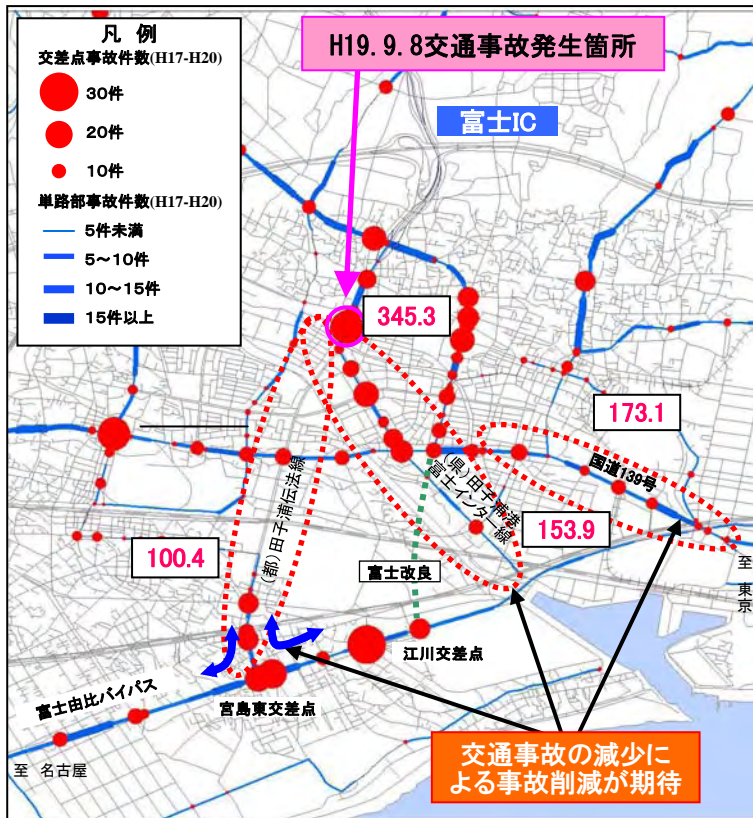 凡 例
交差点事故件数(H17-H20)
30件
20件
10件
単路部事故件数(H17-H20)
5件未満
5～10件
10～15件
15件以上
H19.9.8交通事故発生箇所
富士IC
345.3
173.1
国道139号
(県)田子浦港
富士インター線
153.9
(都)田子浦伝法線
100.4
富士改良
至 東京
江川交差点
富士由比バイパス
宮島東交差点
至 名古屋
交通事故の減少に
よる事故削減が期待